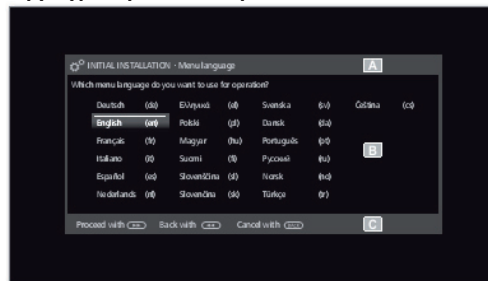 INITIAL INSTALLATION · Menu language A
Which menu language do you want to use for operation?
Deutsch (de) Ελληνικά (el) Svenska (sv) Čeština (cs)
English (en) Polski (pl) Dansk (da)
Français (fr) Magyar (hu) Português (pt)
Italiano (it) Suomi (fi) Русский (ru) B
Español (es) Slovenščina (sl) Norsk (no)
Nederlands (nl) Slovenčina (sk) Türkçe (tr)
Proceed with Back with Cancel with C